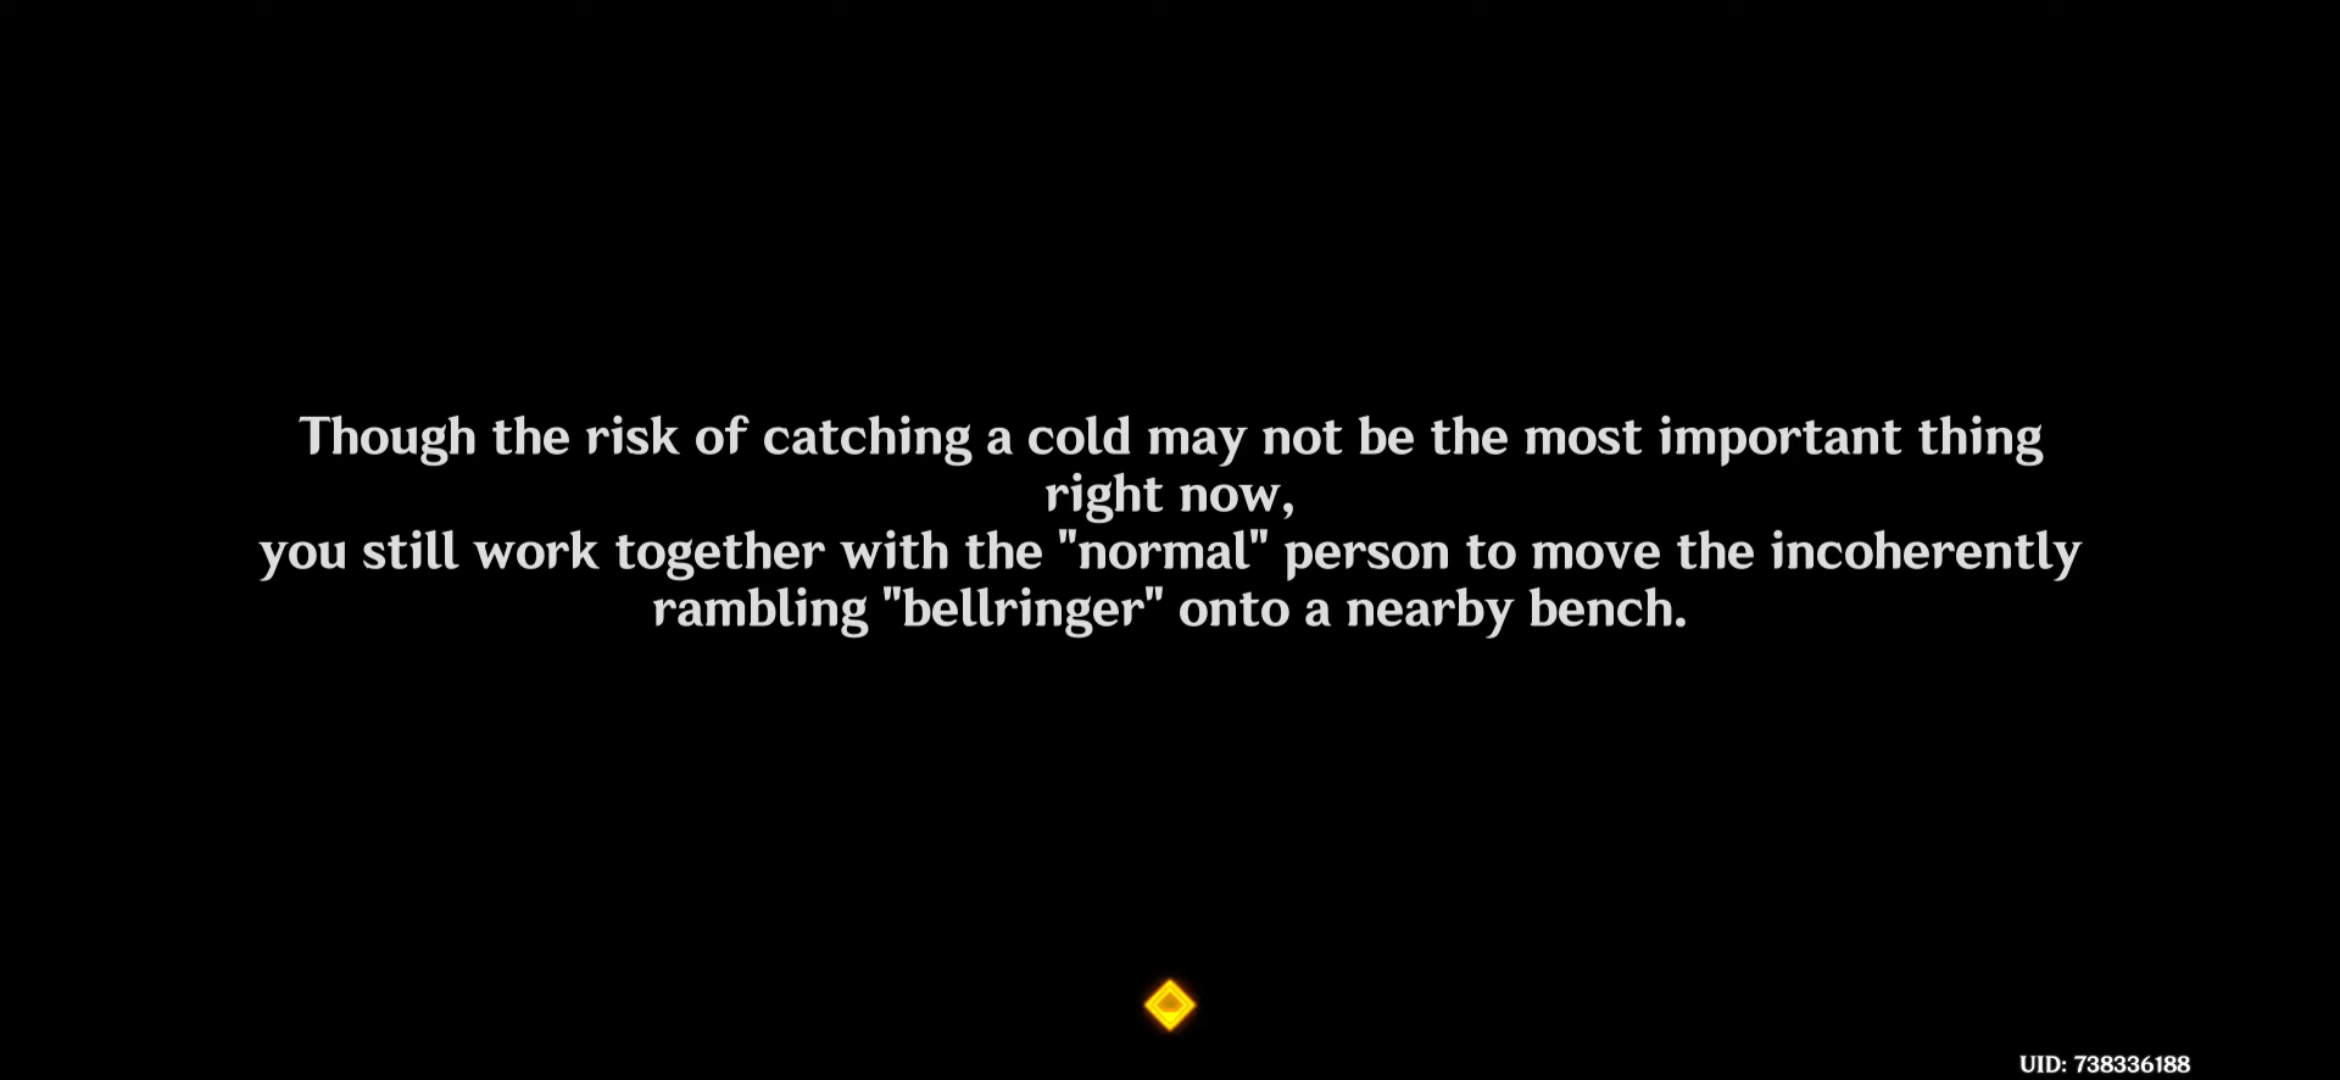 Though the risk of catching a cold may not be the most important thing
right now,
you still work together with the "normal" person to move the incoherently
rambling "bellringer" onto a nearby bench.
UID: 738336188